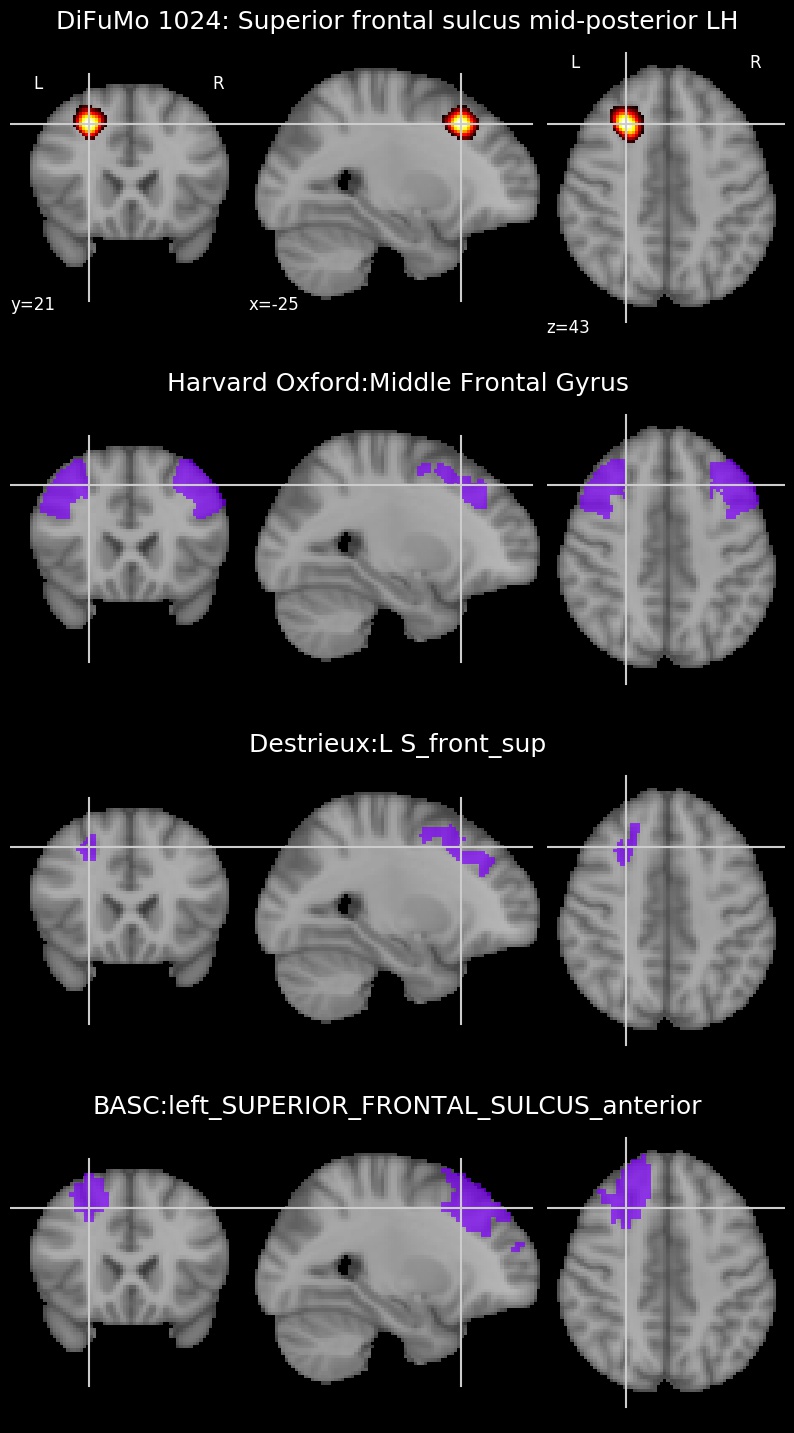 DiFuMo 1024: Superior frontal sulcus mid-posterior LH
L R L R
y=21 x=-25 z=43
Harvard Oxford:Middle Frontal Gyrus
Destrieux:L S_front_sup
BASC:left_SUPERIOR_FRONTAL_SULCUS_anterior